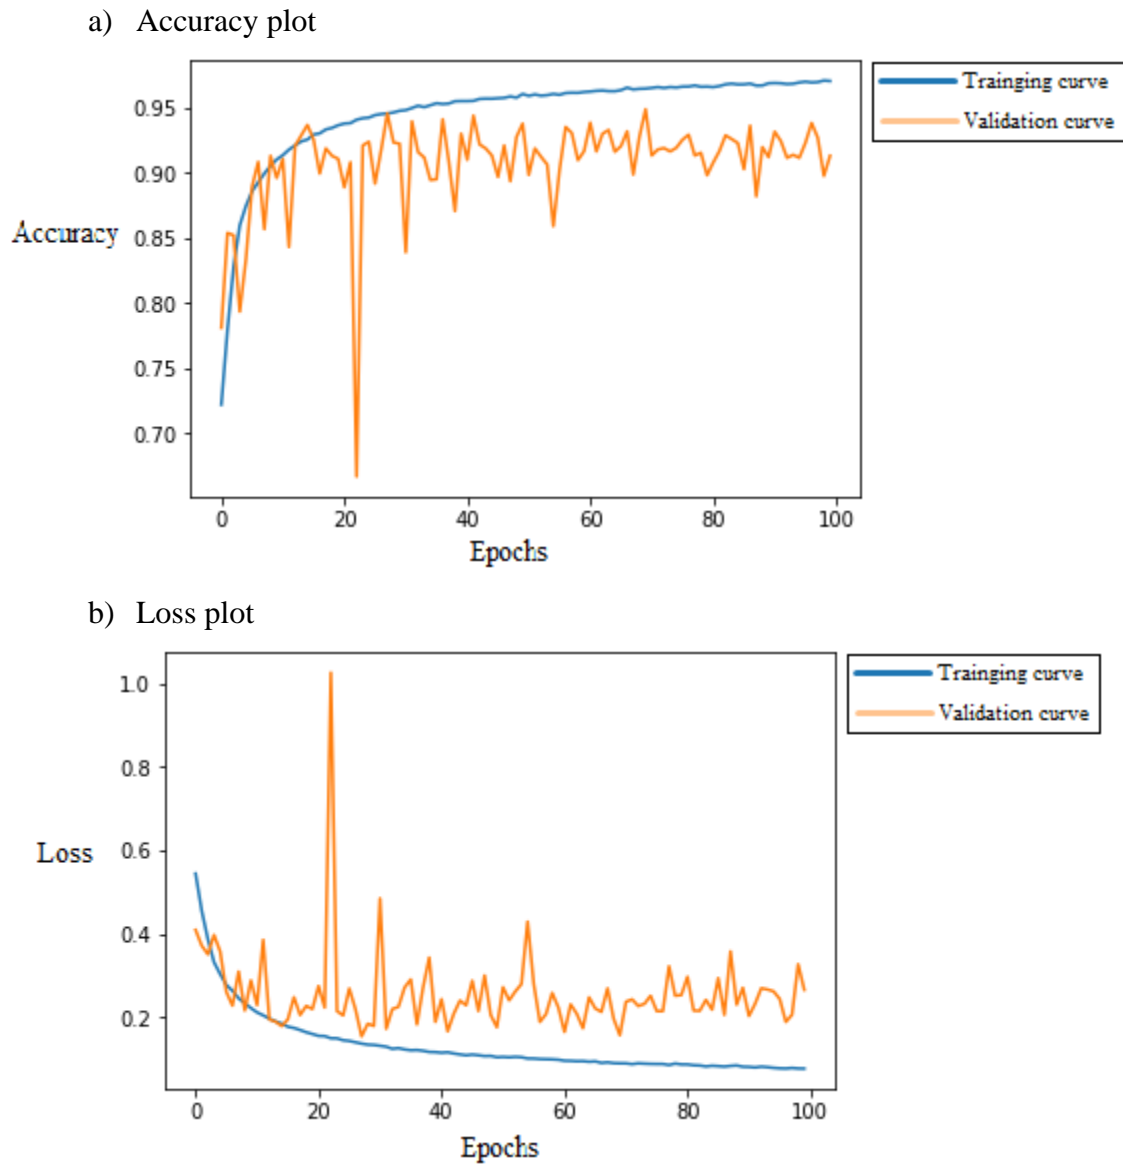 a) Accuracy plot
Trainging curve
Validation curve
0.95
0.90
0.85
Accuracy
0.80
0.75
0.70
0 20 40 60 80 100
Epochs
b) Loss plot
Trainging curve
Validation curve
1.0
0.8
0.6
Loss
0.4
0.2
0 20 40 60 80 100
Epochs